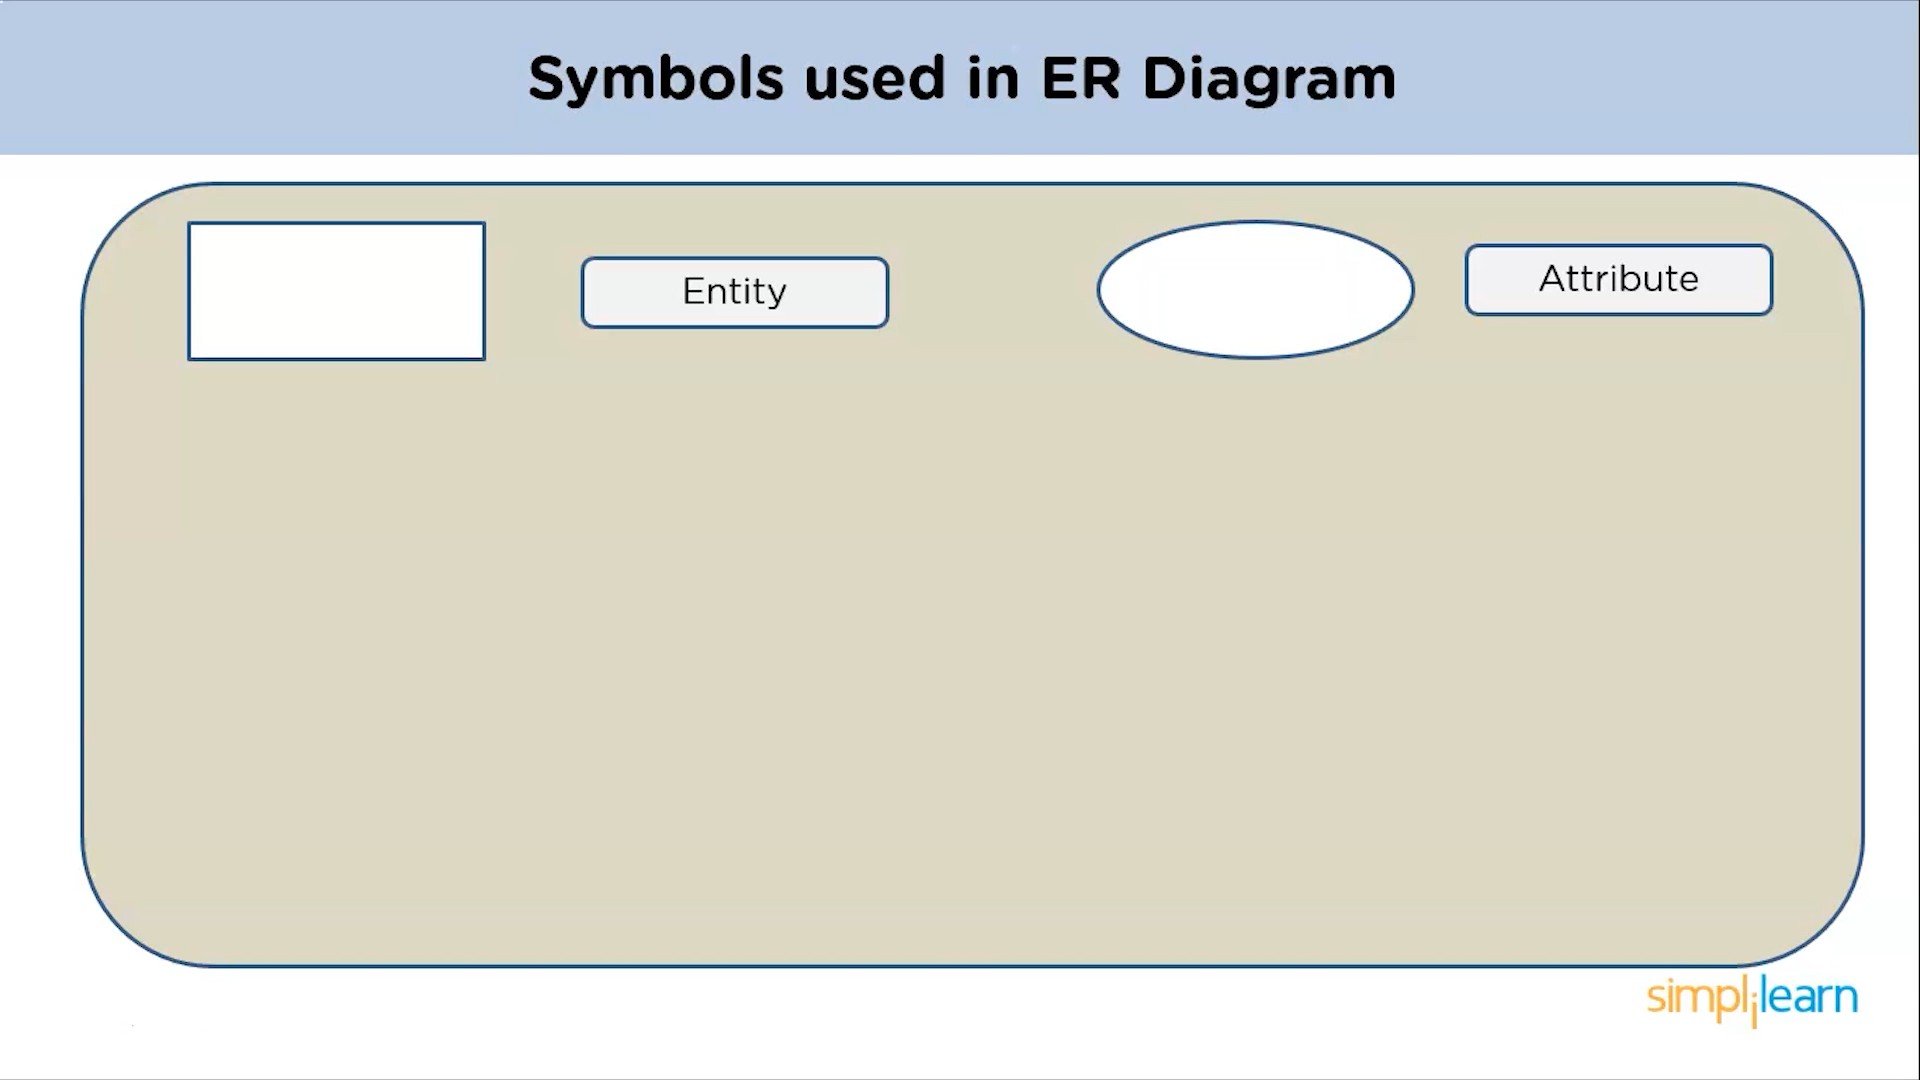 Symbols used in ER Diagram
Entity
Attribute
simplilearn